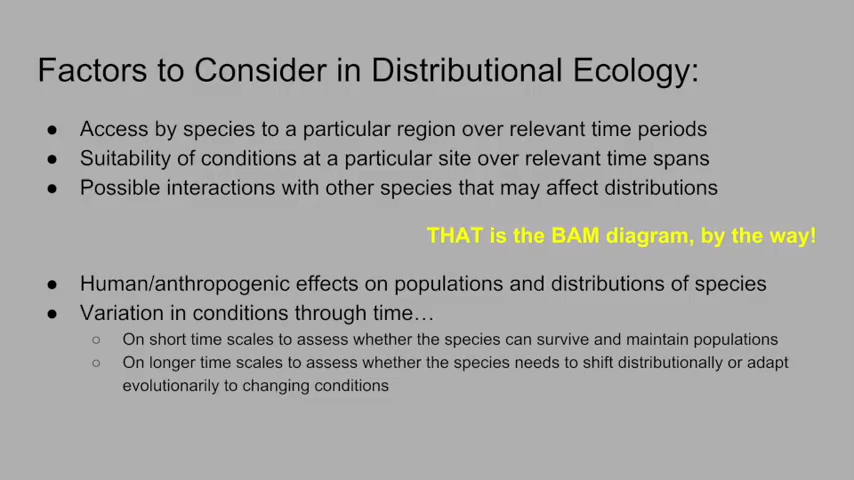 Factors to Consider in Distributional Ecology:
● Access by species to a particular region over relevant time periods
● Suitability of conditions at a particular site over relevant time spans
● Possible interactions with other species that may affect distributions
THAT is the BAM diagram, by the way!
● Human/anthropogenic effects on populations and distributions of species
● Variation in conditions through time…
○ On short time scales to assess whether the species can survive and maintain populations
○ On longer time scales to assess whether the species needs to shift distributionally or adapt
evolutionarily to changing conditions